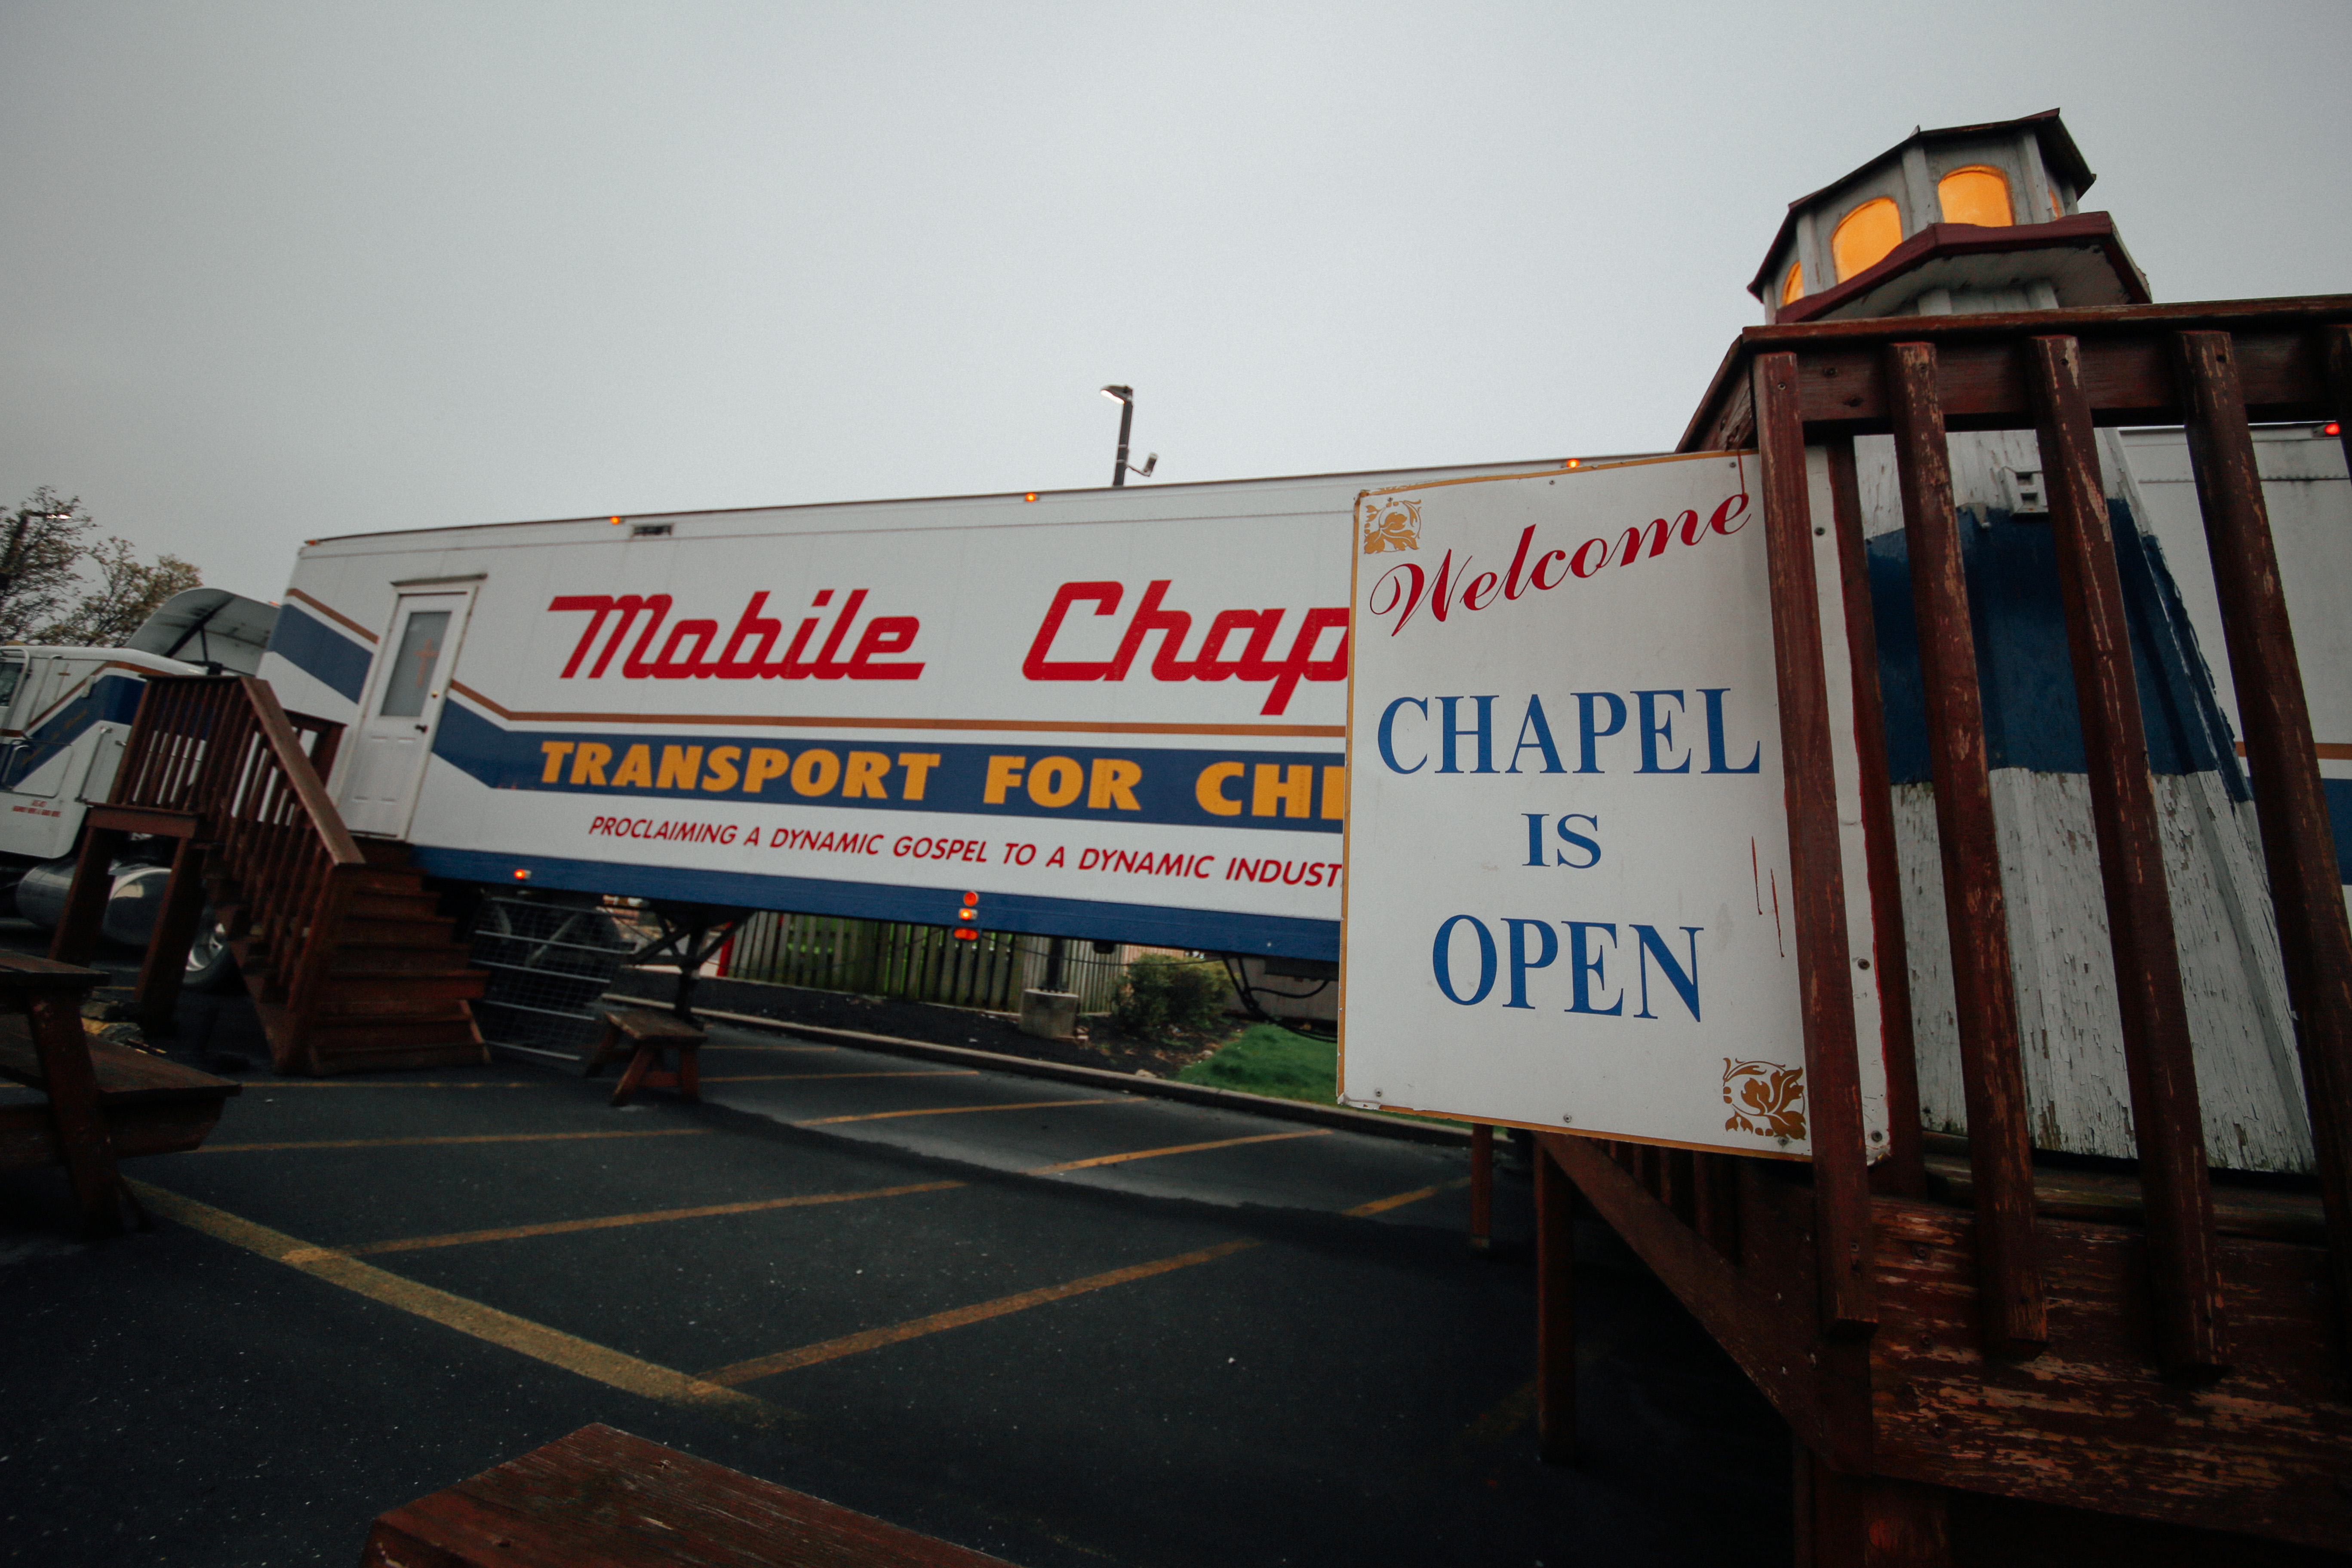 Mobile Chap
TRANSPORT FOR CH
PROCLAIMING A DYNAMIC GOSPEL TO A DYNAMIC INDUST
Welcome
CHAPEL
IS
OPEN